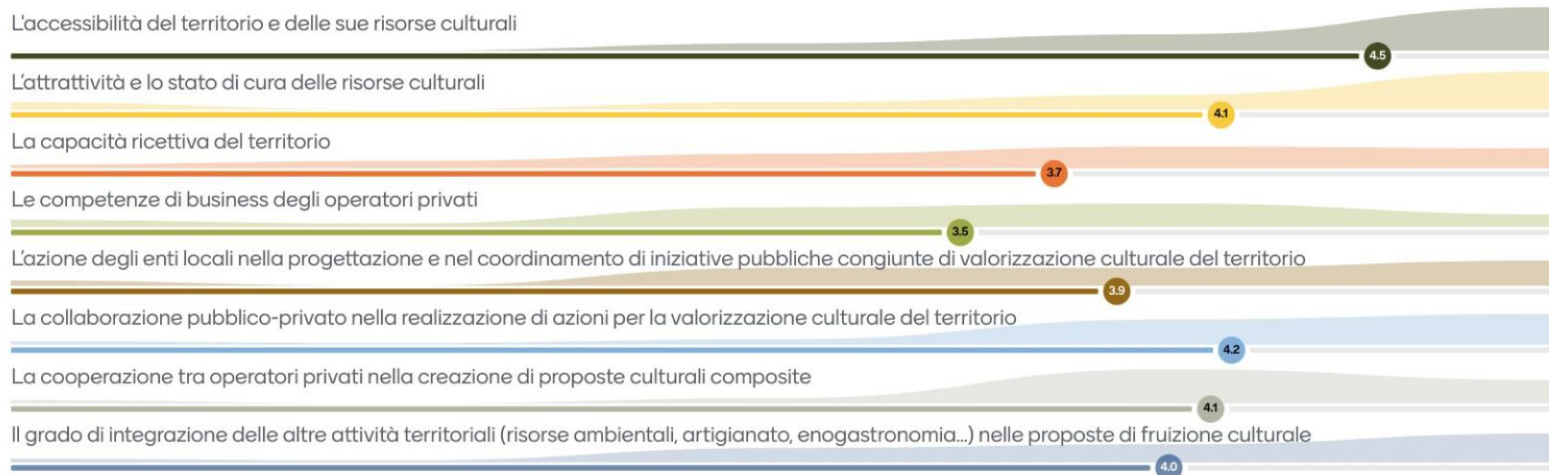 L'accessibilità del territorio e delle sue risorse culturali
4.5
L'attrattività e lo stato di cura delle risorse culturali
4.1
La capacità ricettiva del territorio
3.7
Le competenze di business degli operatori privati
3.5
L'azione degli enti locali nella progettazione e nel coordinamento di iniziative pubbliche congiunte di valorizzazione culturale del territorio
3.9
La collaborazione pubblico-privato nella realizzazione di azioni per la valorizzazione culturale del territorio
4.2
La cooperazione tra operatori privati nella creazione di proposte culturali composite
4.1
Il grado di integrazione delle altre attività territoriali (risorse ambientali, artigianato, enogastronomia...) nelle proposte di fruizione culturale
4.0